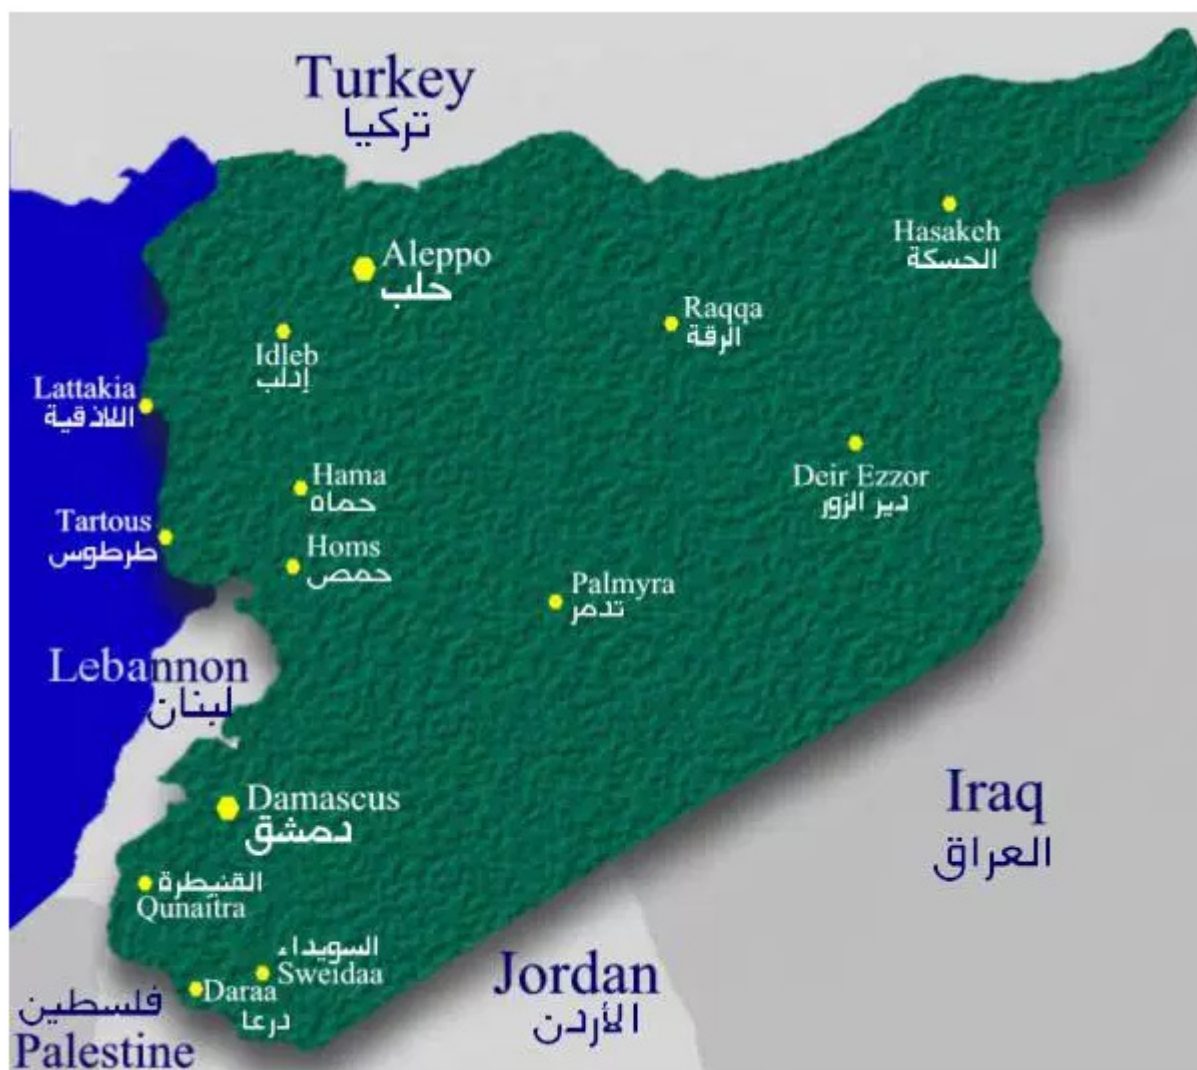 Turkey
تركيا
Aleppo
حلب
Hasakeh
الحسكة
Raqqa
الرقة
Idleb
إدلب
Lattakia
اللاذقية
Hama
حماه
Deir Ezzor
دير الزور
Tartous
طرطوس
Homs
حمص
Palmyra
تدمر
Lebannon
لبنان
Damascus
دمشق
Iraq
العراق
القنيطرة
Qunaitra
السويداء
Sweidaa
Daraa
درعا
Jordan
الأردن
فلسطين
Palestine